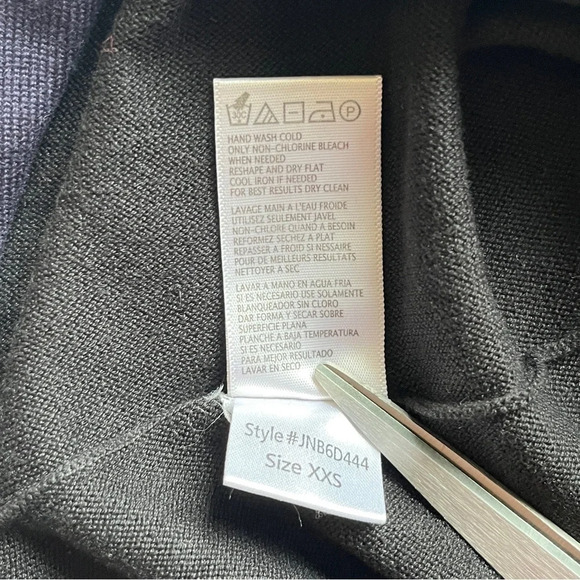 30°C P
HAND WASH COLD
ONLY NON-CHLORINE BLEACH
WHEN NEEDED
RESHAPE AND DRY FLAT
COOL IRON IF NEEDED
FOR BEST RESULTS DRY CLEAN
LAVAGE MAIN A L'EAU FROIDE
UTILISEZ SEULEMENT JAVEL
NON-CHLORE QUAND A BESOIN
REFORMEZ SECHEZ A PLAT
REPASSER A FROID SI NESSAIRE
POUR DE MEILLEURS RESULTATS
NETTOYER A SEC
LAVAR A MANO EN AGUA FRIA
SI ES NECESARIO USE SOLAMENTE
BLANQUEADOR SIN CLORO
DAR FORMA Y SECAR SOBRE
SUPERFICIE PLANA
PLANCHE A BAJA TEMPERATURA
SI ES NECESARIO
PARA MEJOR RESULTADO
LAVAR EN SECO
Style#JNB6D444
Size XXS